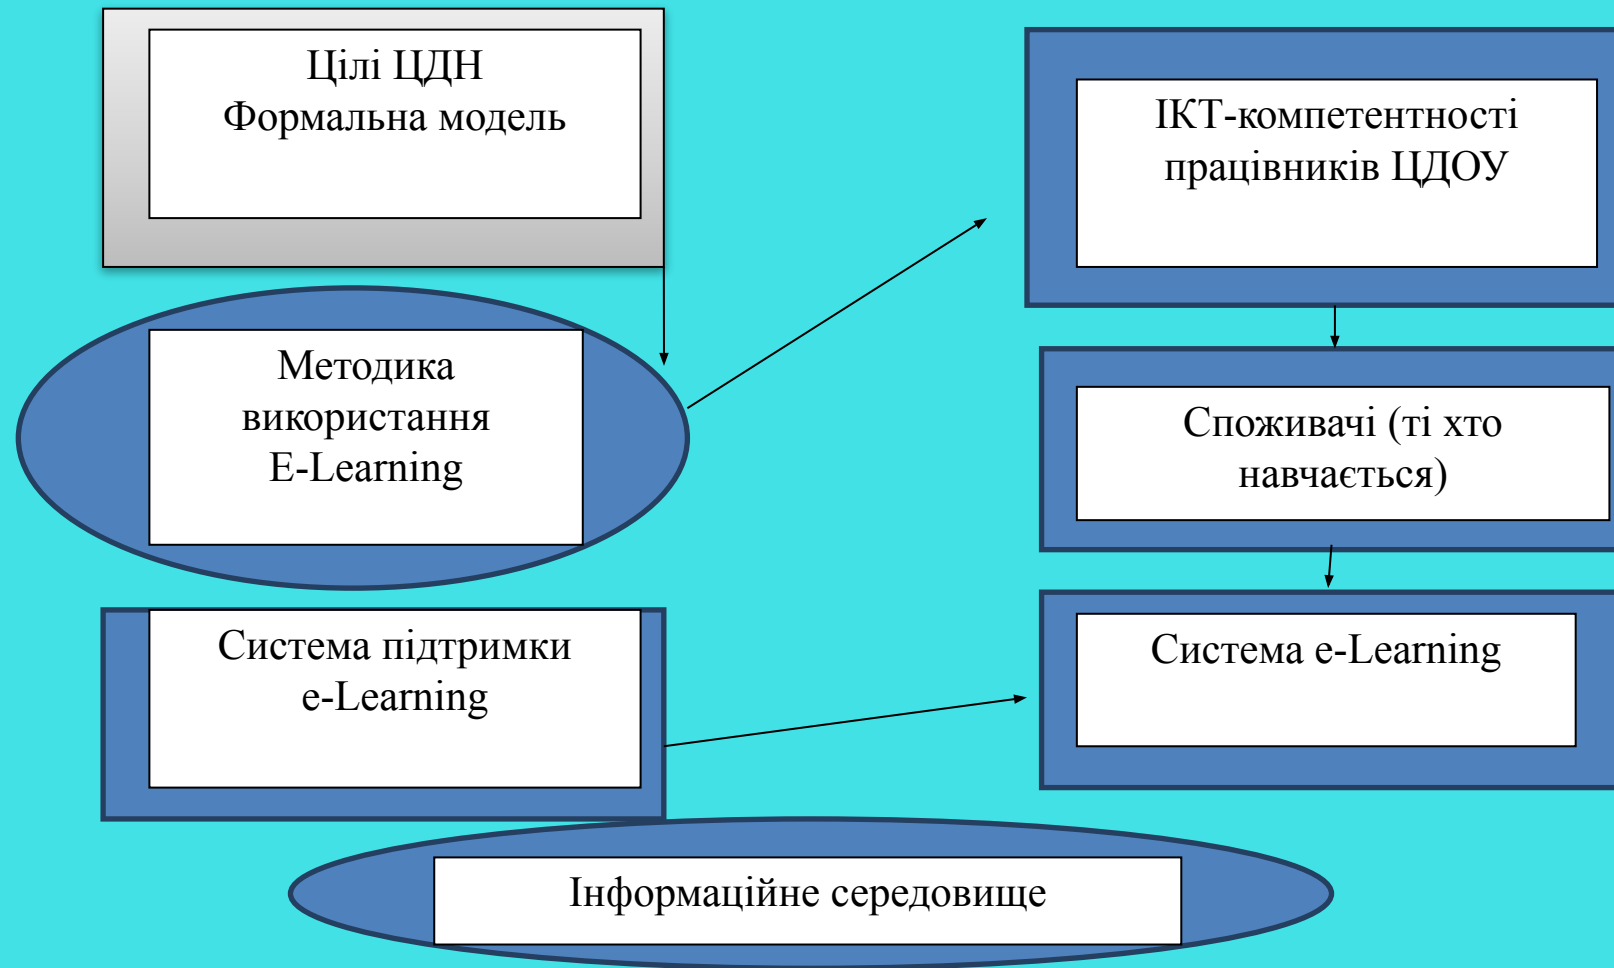 Цілі ЦДН
Формальна модель
Методика
використання
E-Learning
Система підтримки
e-Learning
ІКТ-компетентності
працівників ЦДОУ
Споживачі (ті хто
навчається)
Система e-Learning
Інформаційне середовище